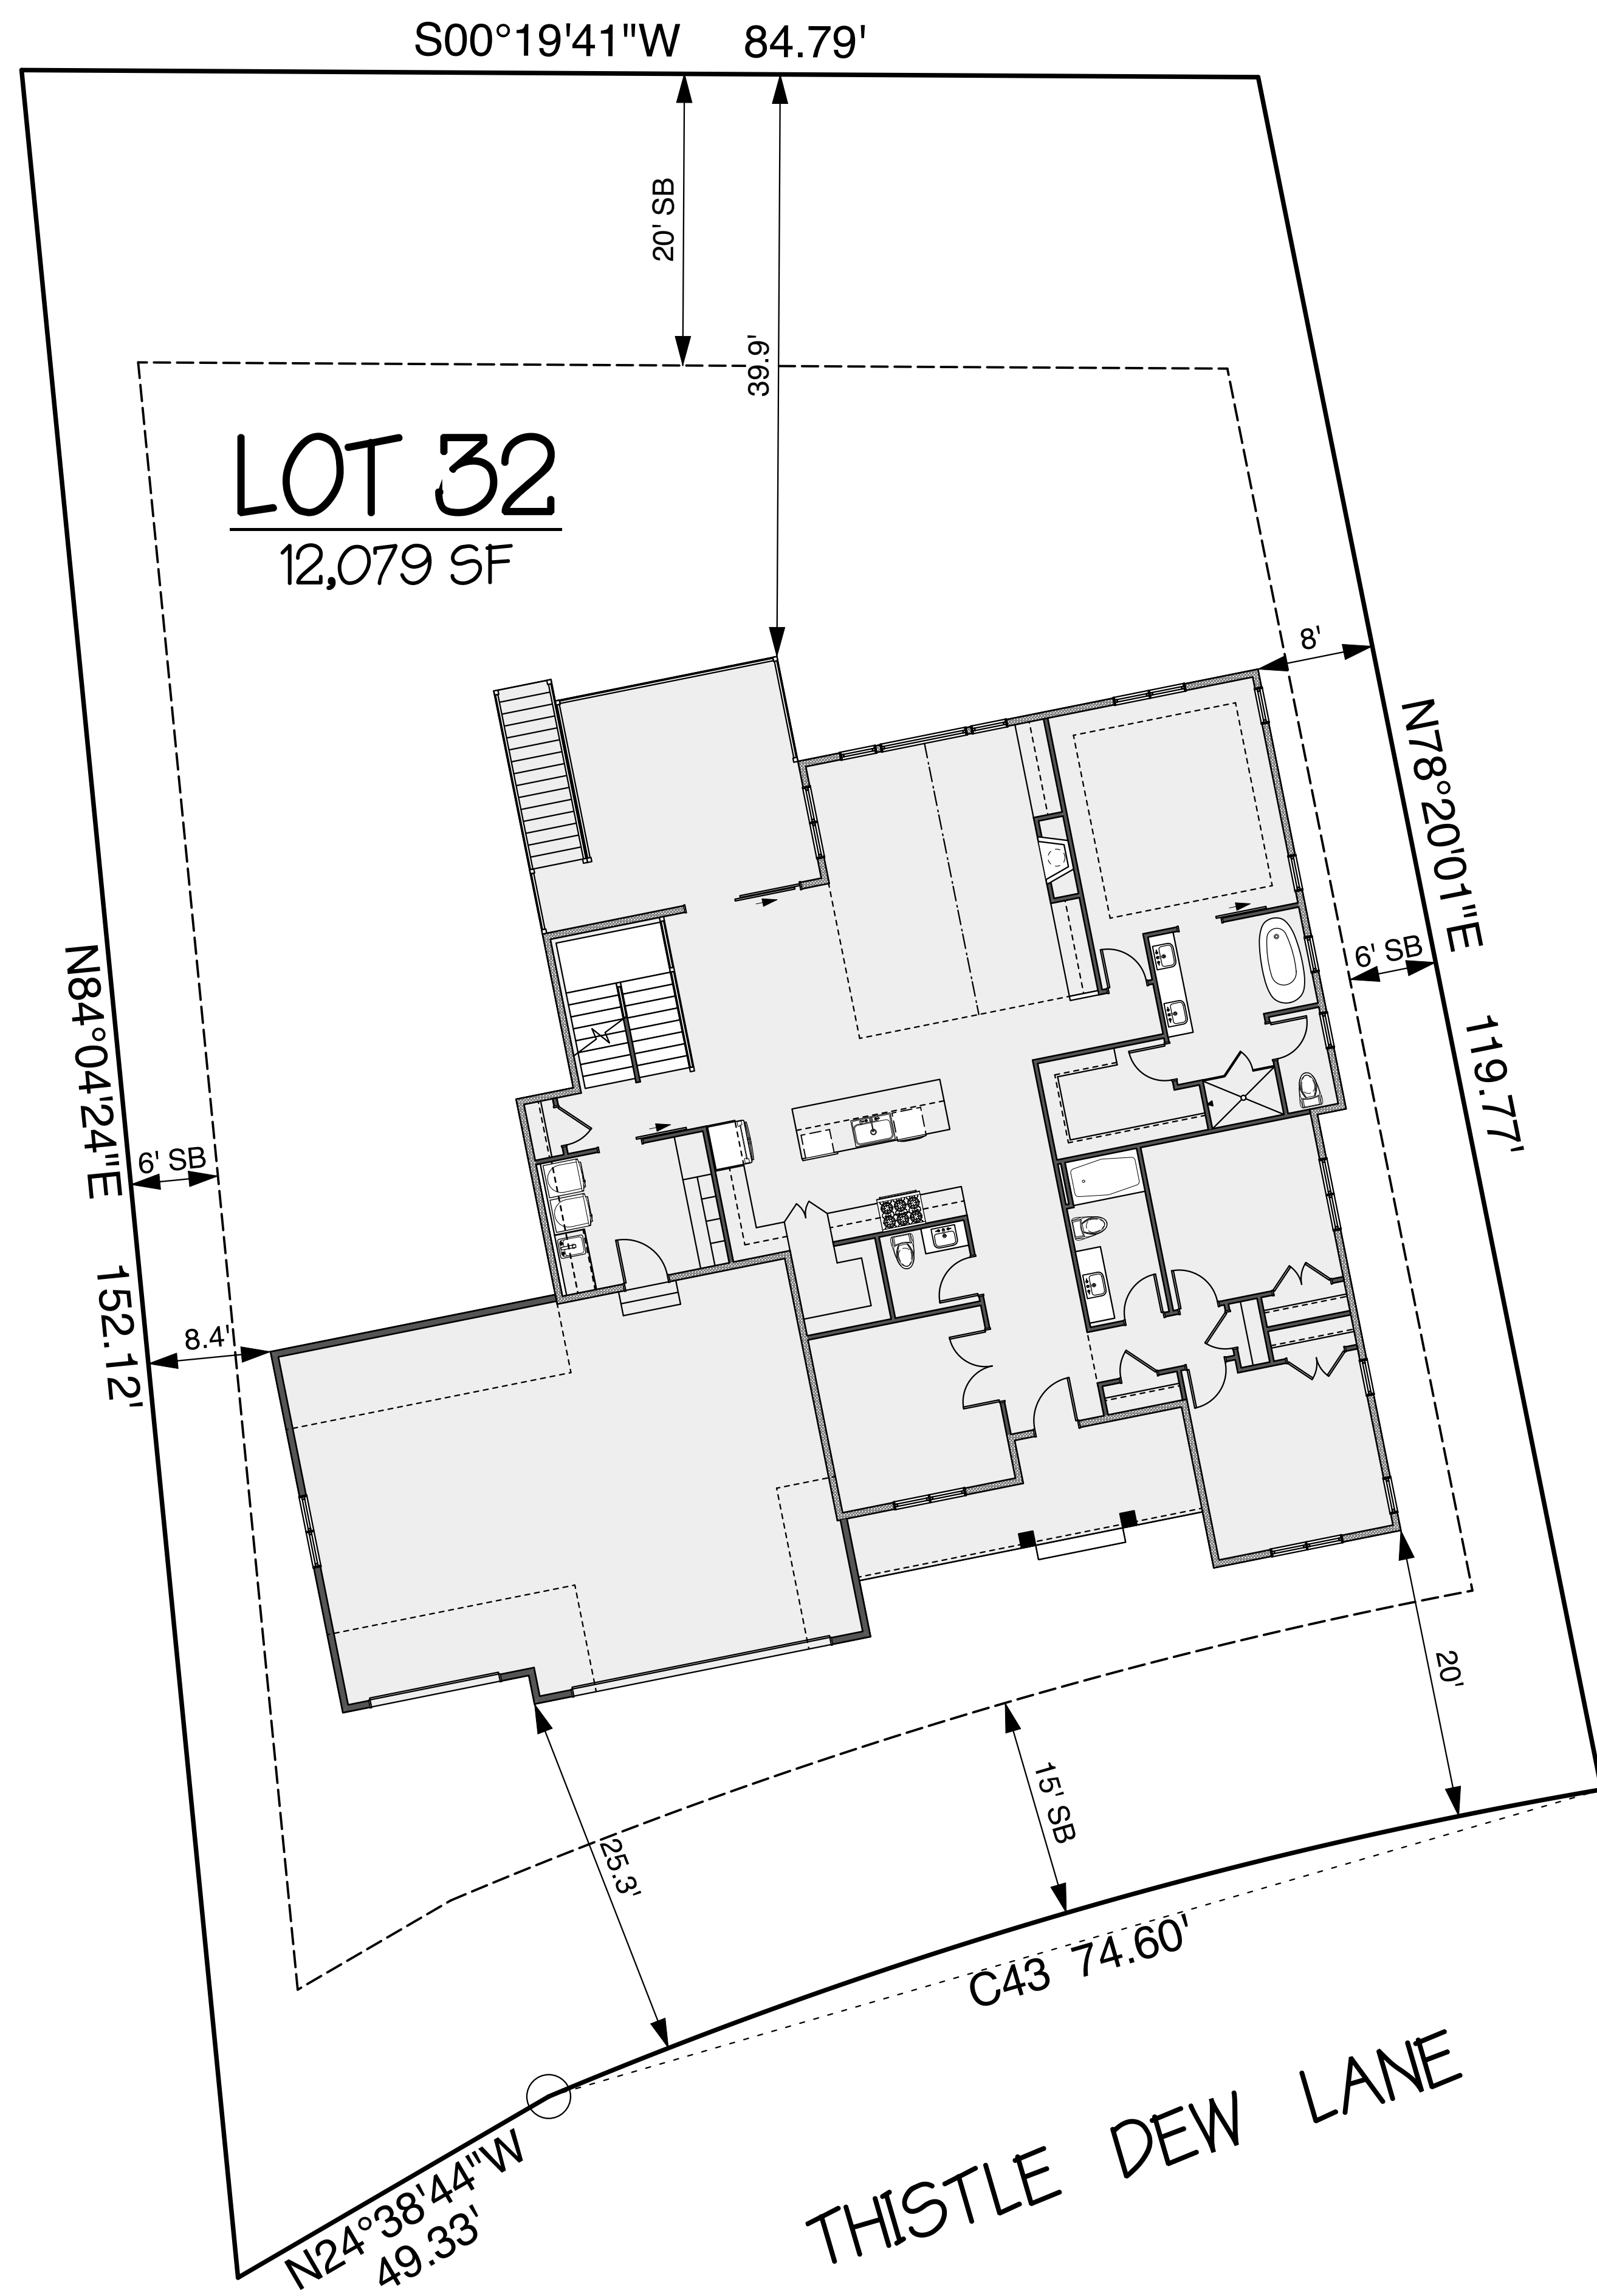 S00°19'41"W 84.79'
20' SB
39.9'
LOT 32
12,079 SF
8'
N78°20'01"E 119.77'
6' SB
N84°04'24"E 152.12'
6' SB
8.4'
20'
15' SB
25.3'
C43 74.60'
N24°38'44"W
49.33'
THISTLE DEW LANE